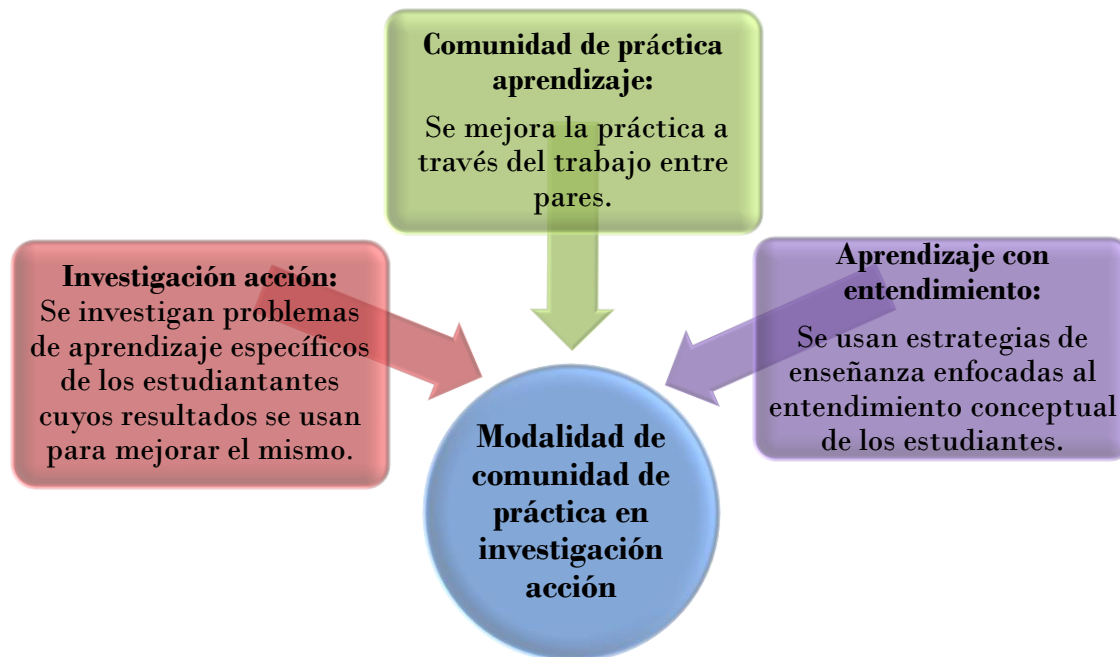 Comunidad de práctica
aprendizaje:
Se mejora la práctica a
través del trabajo entre
pares.
Investigación acción:
Se investigan problemas
de aprendizaje específicos
de los estudiantantes
cuyos resultados se usan
para mejorar el mismo.
Aprendizaje con
entendimiento:
Se usan estrategias de
enseñanza enfocadas al
entendimiento conceptual
de los estudiantes.
Modalidad de
comunidad de
práctica en
investigación
acción